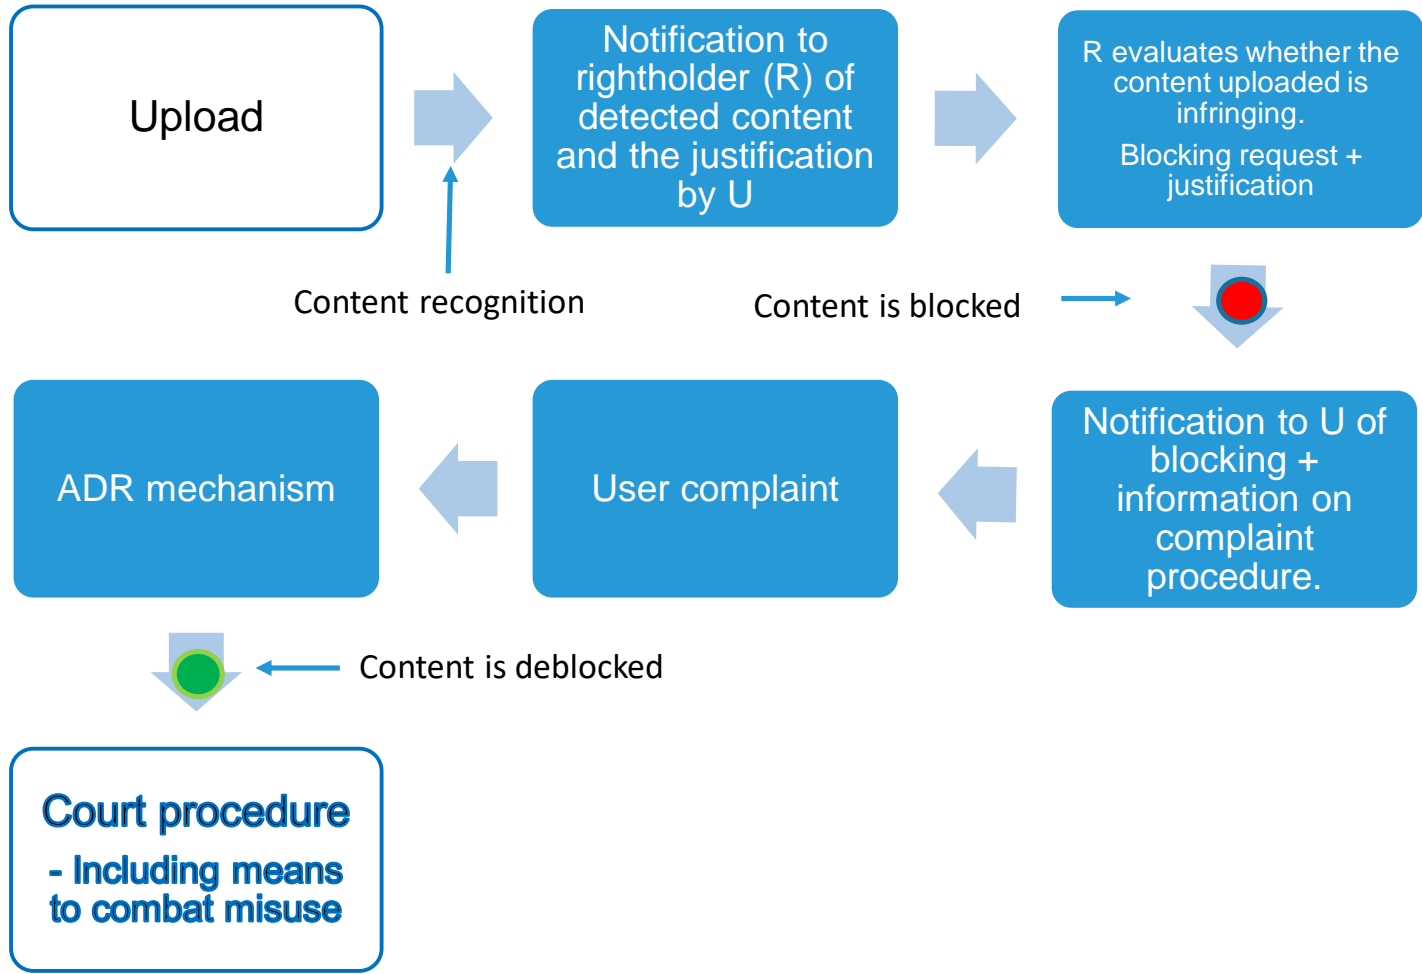 Upload
Notification to
rightholder (R) of
detected content
and the justification
by U
R evaluates whether the
content uploaded is
infringing.
Blocking request +
justification
Content recognition
Content is blocked
ADR mechanism
User complaint
Notification to U of
blocking +
information on
complaint
procedure.
Content is deblocked
Court procedure
- Including means
to combat misuse